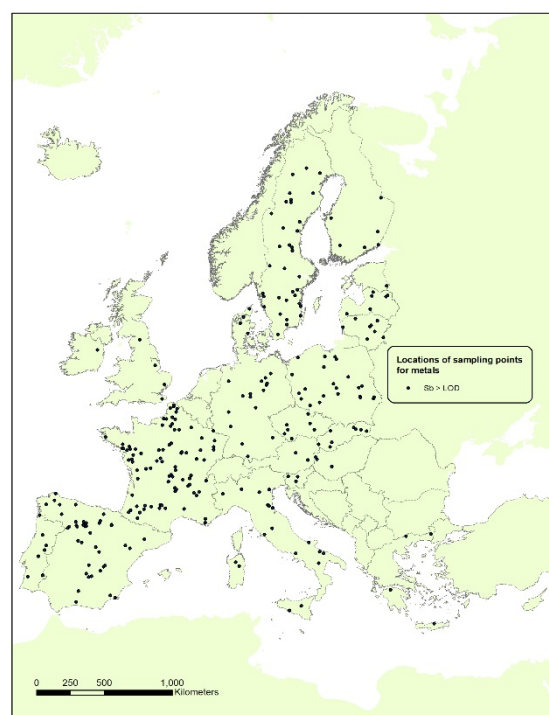 Locations of sampling points
for metals
Sb > LOD
0 250 500 1,000
Kilometers